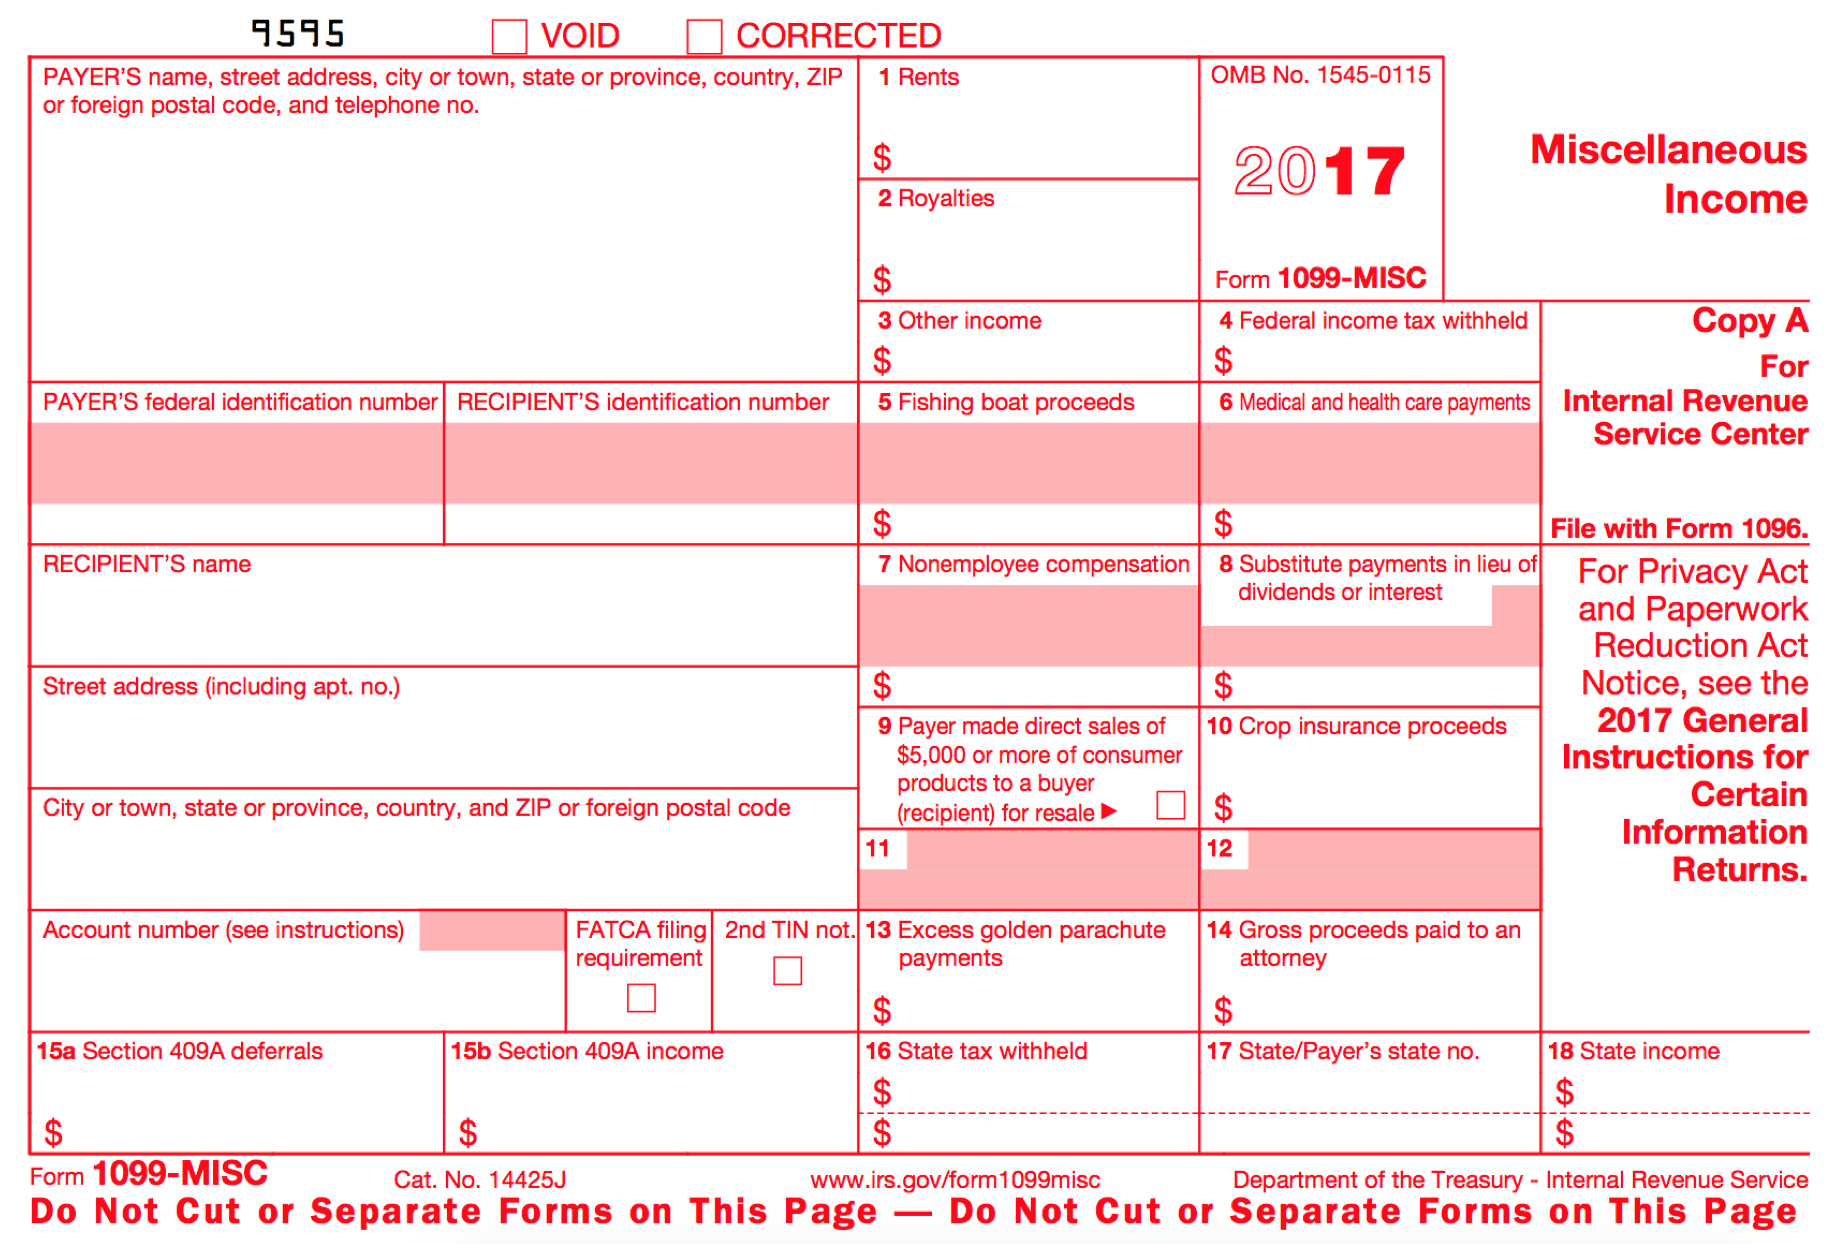 9595 VOID CORRECTED
PAYER'S name, street address, city or town, state or province, country, ZIP
or foreign postal code, and telephone no.
1 Rents
$
2 Royalties
$
OMB No. 1545-0115
2017
Form 1099-MISC
Miscellaneous
Income
3 Other income
$
4 Federal income tax withheld
$
Copy A
For
Internal Revenue
Service Center
File with Form 1096.
PAYER'S federal identification number
RECIPIENT'S identification number
5 Fishing boat proceeds
$
6 Medical and health care payments
$
RECIPIENT'S name
7 Nonemployee compensation
$
8 Substitute payments in lieu of
dividends or interest
$
For Privacy Act
and Paperwork
Reduction Act
Notice, see the
2017 General
Instructions for
Certain
Information
Returns.
Street address (including apt. no.)
9 Payer made direct sales of
$5,000 or more of consumer
products to a buyer
(recipient) for resale ▶
10 Crop insurance proceeds
$
City or town, state or province, country, and ZIP or foreign postal code
11
12
Account number (see instructions)
FATCA filing
requirement
2nd TIN not.
13 Excess golden parachute
payments
$
14 Gross proceeds paid to an
attorney
$
15a Section 409A deferrals
$
15b Section 409A income
$
16 State tax withheld
$
$
17 State/Payer's state no.
18 State income
$
$
Form 1099-MISC Cat. No. 14425J www.irs.gov/form1099misc Department of the Treasury - Internal Revenue Service
Do Not Cut or Separate Forms on This Page — Do Not Cut or Separate Forms on This Page